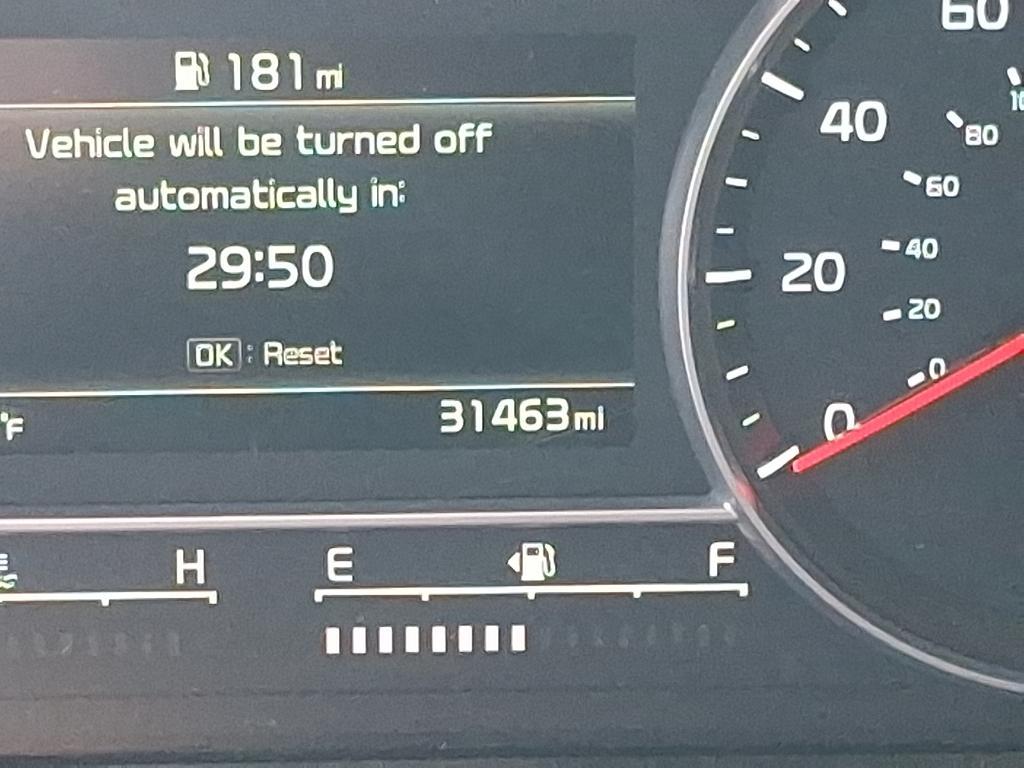 181 mi
Vehicle will be turned off
automatically in:
29:50
OK : Reset
°F
31463 mi
H
E
F
60
40
20
0
80
60
40
20
0